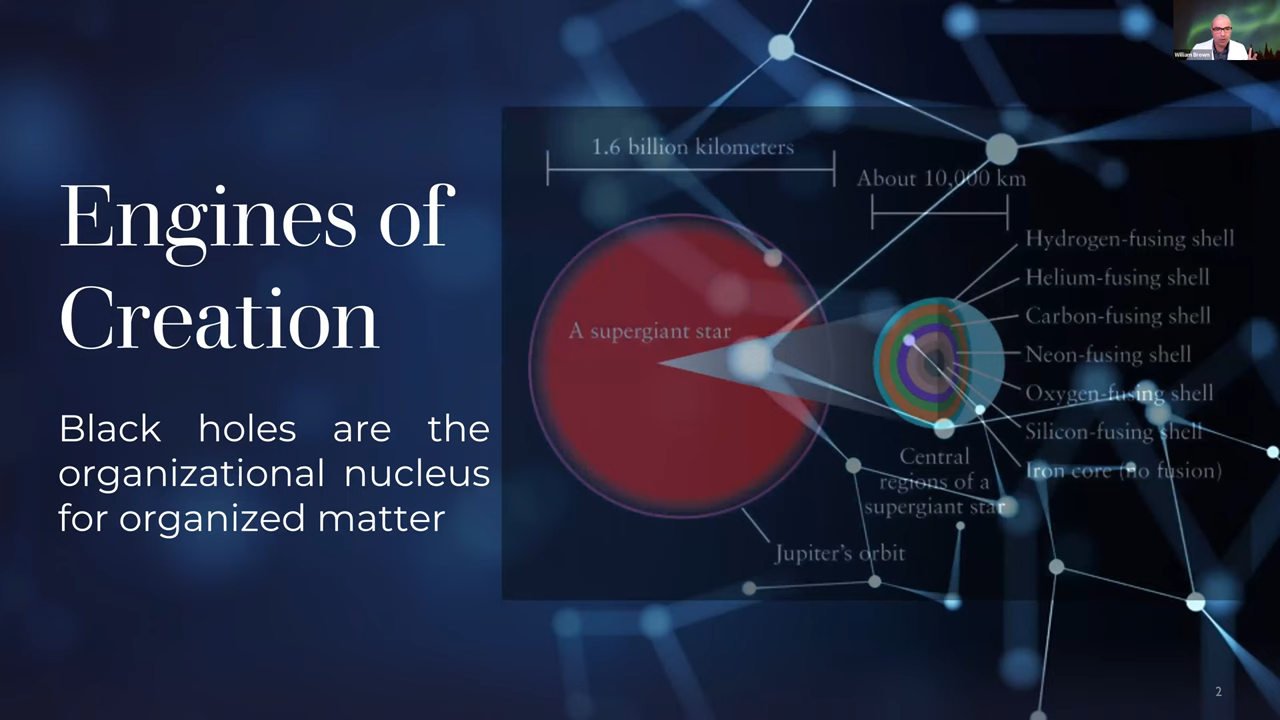 Engines of
Creation
Black holes are the
organizational nucleus
for organized matter
1.6 billion kilometers
About 10,000 km
A supergiant star
Hydrogen-fusing shell
Helium-fusing shell
Carbon-fusing shell
Neon-fusing shell
Oxygen-fusing shell
Silicon-fusing shell
Iron core (no fusion)
Central
regions of a
supergiant star
Jupiter's orbit
William Brown
2